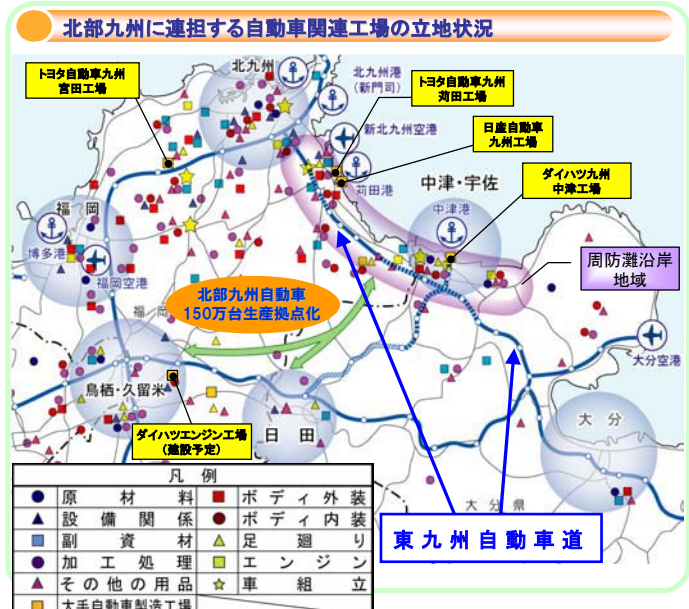 北部九州に連担する自動車関連工場の立地状況
トヨタ自動車九州
宮田工場
北九州
北九州港
(新門司)
トヨタ自動車九州
苅田工場
新北九州空港
日産自動車
九州工場
苅田港
中津・宇佐
ダイハツ九州
中津工場
中津港
福岡
博多港
福岡空港
周防灘沿岸
地域
北部九州自動車
150万台生産拠点化
大分空港
鳥栖・久留米
日田
大分
ダイハツエンジン工場
(建設予定)
大分県
東九州自動車道
凡例
原材料
ボディ外装
設備関係
ボディ内装
副資材
足廻り
加工処理
エンジン
その他の用品
車組立
大手自動車製造工場